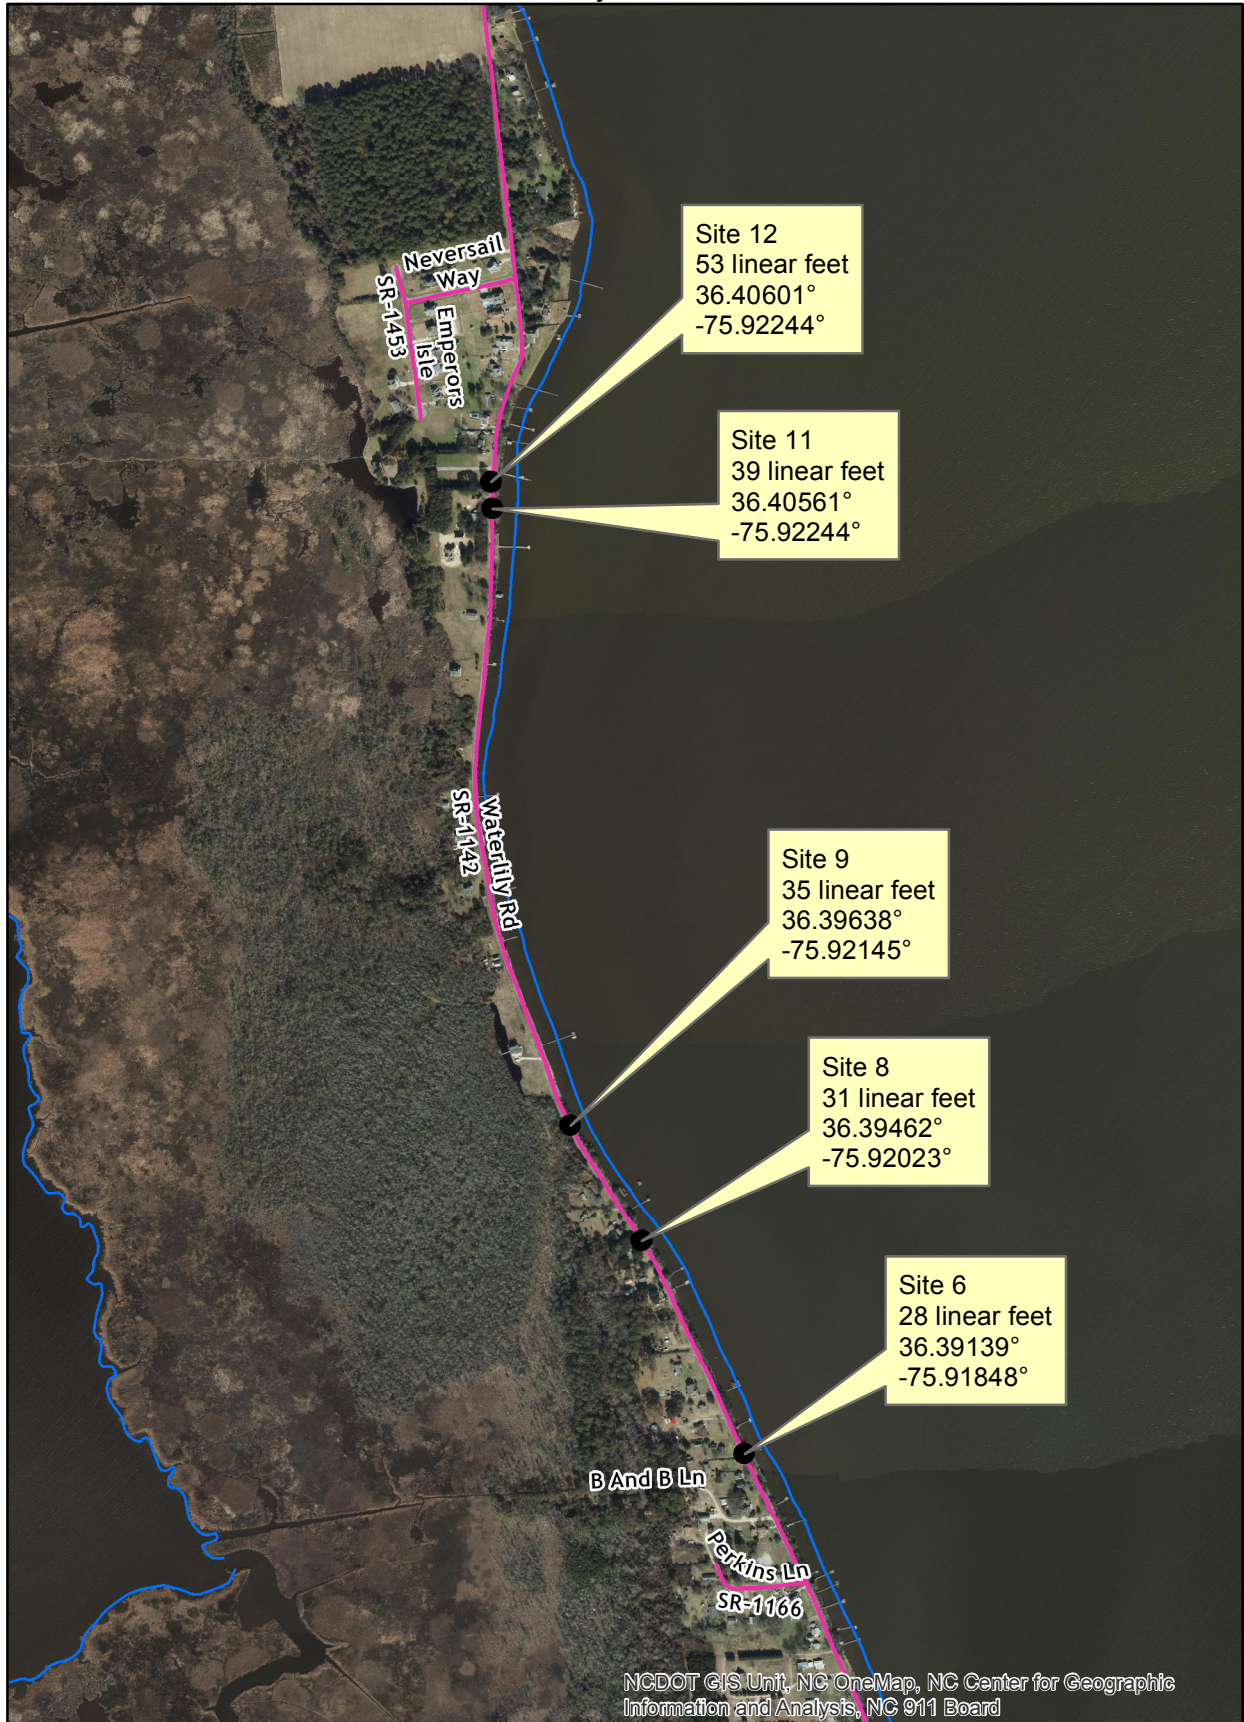 Neversail
Way
SR-1453
Emperors
Isle
Site 12
53 linear feet
36.40601°
-75.92244°
Site 11
39 linear feet
36.40561°
-75.92244°
Waterlily Rd
SR-1142
Site 9
35 linear feet
36.39638°
-75.92145°
Site 8
31 linear feet
36.39462°
-75.92023°
Site 6
28 linear feet
36.39139°
-75.91848°
B And B Ln
Perkins Ln
SR-1166
NCDOT GIS Unit, NC OneMap, NC Center for Geographic
Information and Analysis, NC 911 Board